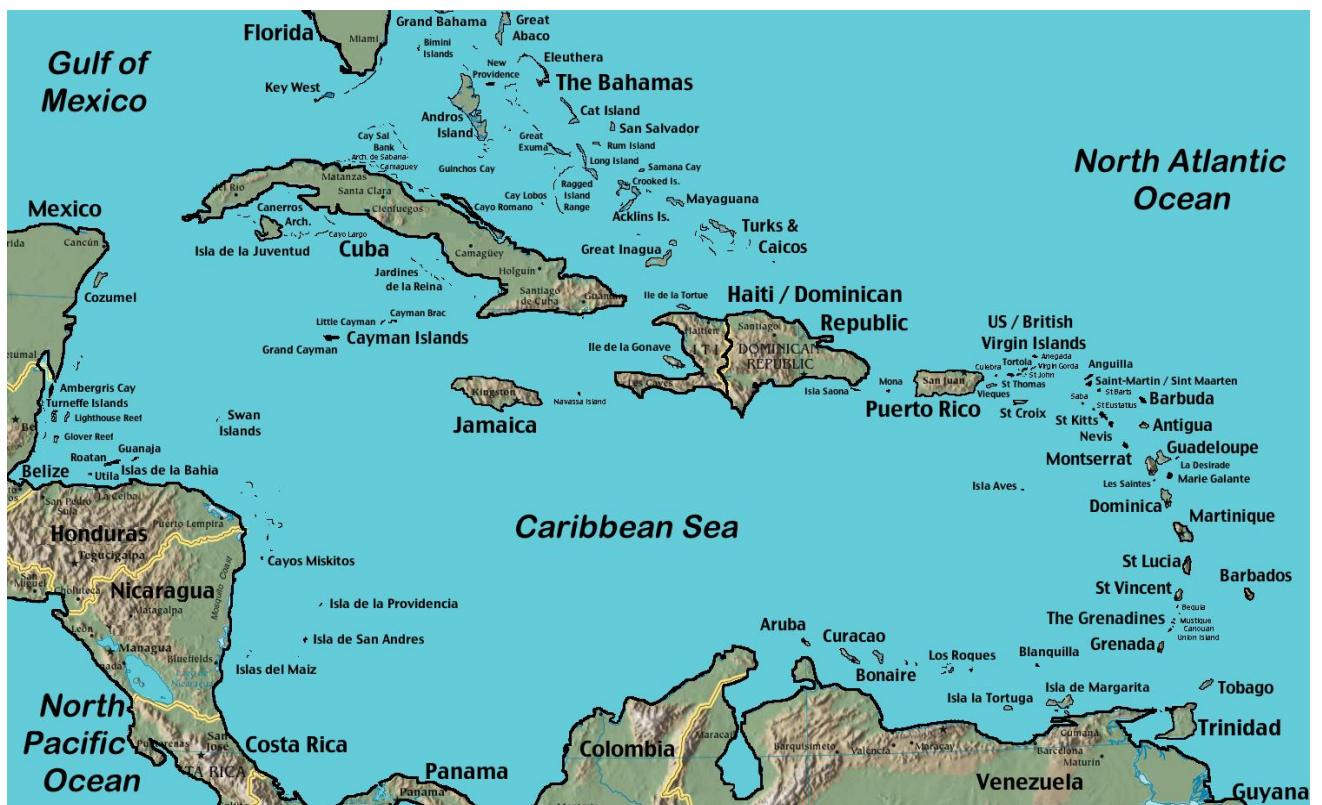 Grand Bahama
Great
Abaco
Florida
Miami
Bimini
Islands
Gulf of
Mexico
New
Providence
Eleuthera
The Bahamas
Key West
Andros
Island
Cat Island
San Salvador
Cay Sal
Bank
Great
Exuma
Rum Island
Arch. de Sabana-
Camaguey
Guinchos Cay
Long Island
Samana Cay
North Atlantic
Ocean
Matanzas
Santa Clara
Cienfuegos
Cay Lobos
Cayo Romano
Ragged
Island
Range
Crooked Is.
Acklins Is.
Mayaguana
Mexico
Cancún
Canerros
Arch.
Cayo Largo
Isla de la Juventud
Cuba
Camagüey
Turks &
Caicos
Great Inagua
Cozumel
Jardines
de la Reina
Holguín
Santiago
de Cuba
Ile de la Tortue
Haiti / Dominican
Republic
Little Cayman
Cayman Brac
Cayman Islands
Grand Cayman
Santiago
DOMINICAN
REPUBLIC
Ile de la Gonave
Les Cayes
US / British
Virgin Islands
Anegada
Tortola
Virgin Gorda
Culebra
St John
St Thomas
Anguilla
Saint-Martin / Sint Maarten
St Barts
Saba
St Eustatius
Barbuda
Kingston
Jamaica
Navassa Island
Isla Saona
Mona
San Juan
Puerto Rico
Vieques
St Croix
St Kitts
Nevis
Antigua
Ambergris Cay
Turneffe Islands
Lighthouse Reef
Glover Reef
Swan
Islands
Montserrat
Guadeloupe
La Desirade
Marie Galante
Les Saintes
Roatan
Guanaja
Utila
Islas de la Bahia
Belize
Isla Aves
Dominica
San Pedro
Sula
La Ceiba
Puerto Lempira
Honduras
Tegucigalpa
Caribbean Sea
Martinique
Cayos Miskitos
St Lucia
San
Miguel
Choluteca
Nicaragua
Matagalpa
Mosquito Coast
St Vincent
Barbados
Isla de la Providencia
Bequia
Mustique
Canouan
Union Island
The Grenadines
Grenada
León
Managua
Bluefields
Isla de San Andres
Islas del Maiz
Aruba
Curacao
Bonaire
Los Roques
Blanquilla
Isla la Tortuga
Isla de Margarita
Tobago
Trinidad
North
Pacific
Ocean
San
José
Costa Rica
Panama
Panama
Colombia
Barquisimeto
Valencia
Maracay
Cumana
Barcelona
Maturín
Venezuela
Guyana